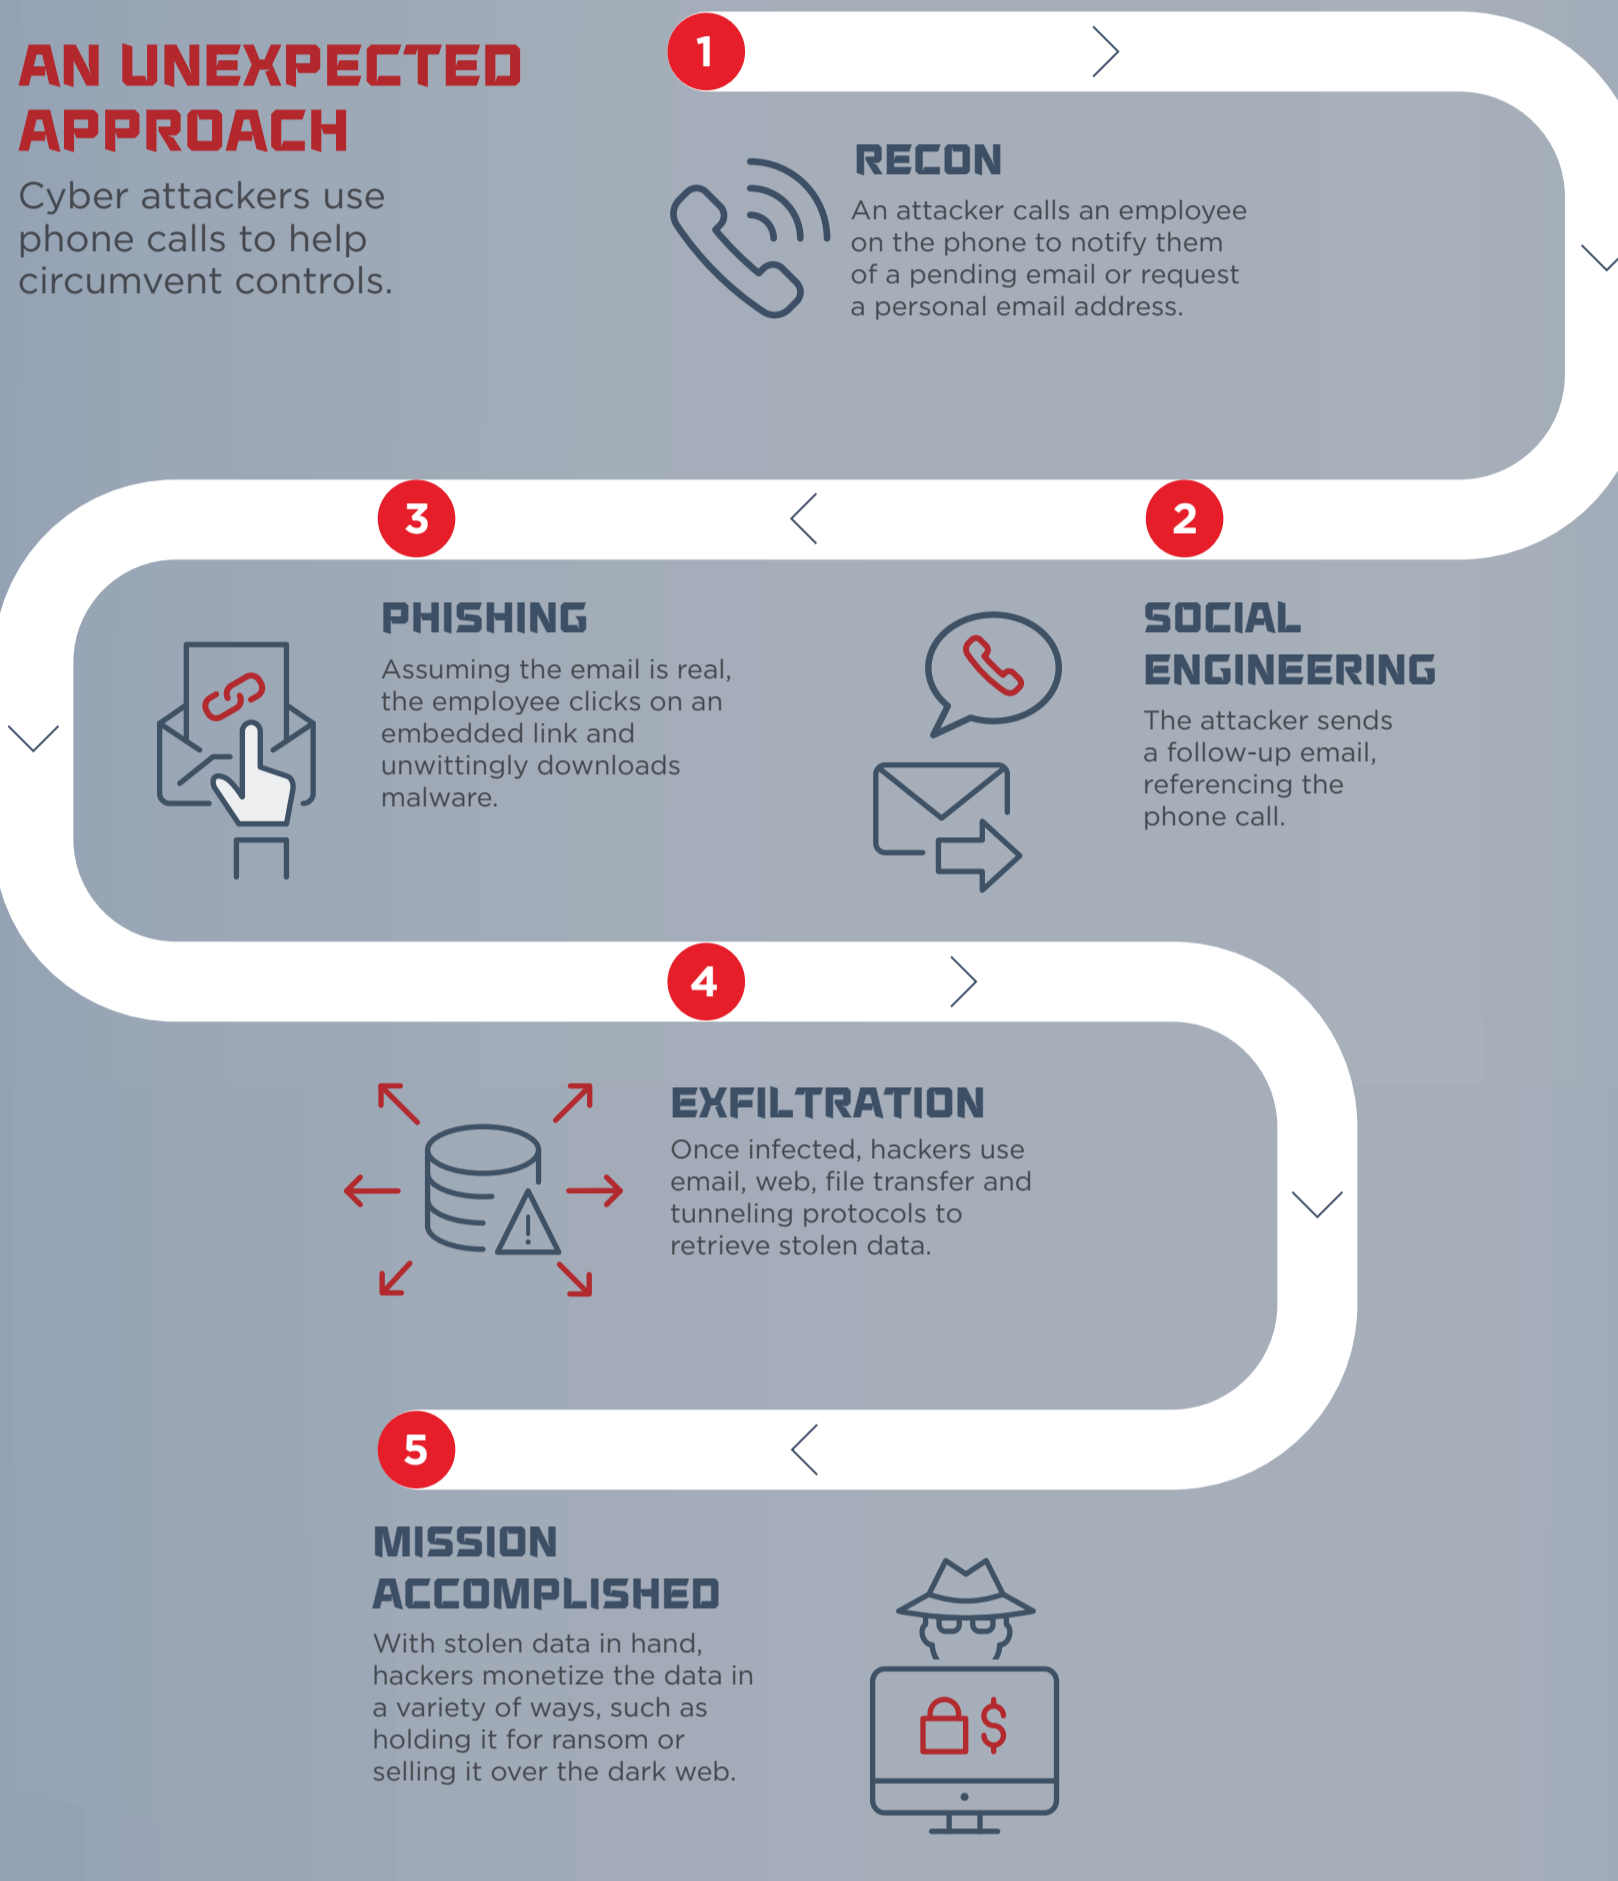 AN UNEXPECTED
APPROACH
Cyber attackers use
phone calls to help
circumvent controls.
1
RECON
An attacker calls an employee
on the phone to notify them
of a pending email or request
a personal email address.
2
SOCIAL
ENGINEERING
The attacker sends
a follow-up email,
referencing the
phone call.
3
PHISHING
Assuming the email is real,
the employee clicks on an
embedded link and
unwittingly downloads
malware.
4
EXFILTRATION
Once infected, hackers use
email, web, file transfer and
tunneling protocols to
retrieve stolen data.
5
MISSION
ACCOMPLISHED
With stolen data in hand,
hackers monetize the data in
a variety of ways, such as
holding it for ransom or
selling it over the dark web.
$